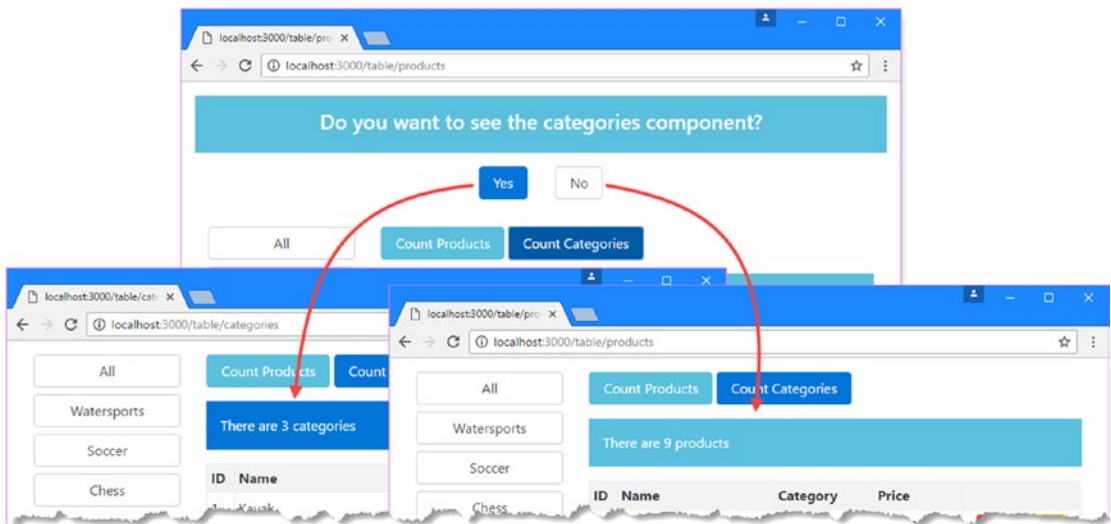 localhost:3000/table/pro
localhost:3000/table/products
Do you want to see the categories component?
Yes No
All Count Products Count Categories
localhost:3000/table/cat
localhost:3000/table/categories
All Count Products Count
Watersports
There are 3 categories
Soccer
ID Name
Chess
1 Kayak
localhost:3000/table/pro
localhost:3000/table/products
All Count Products Count Categories
Watersports
There are 9 products
Soccer
ID Name Category Price
Chess